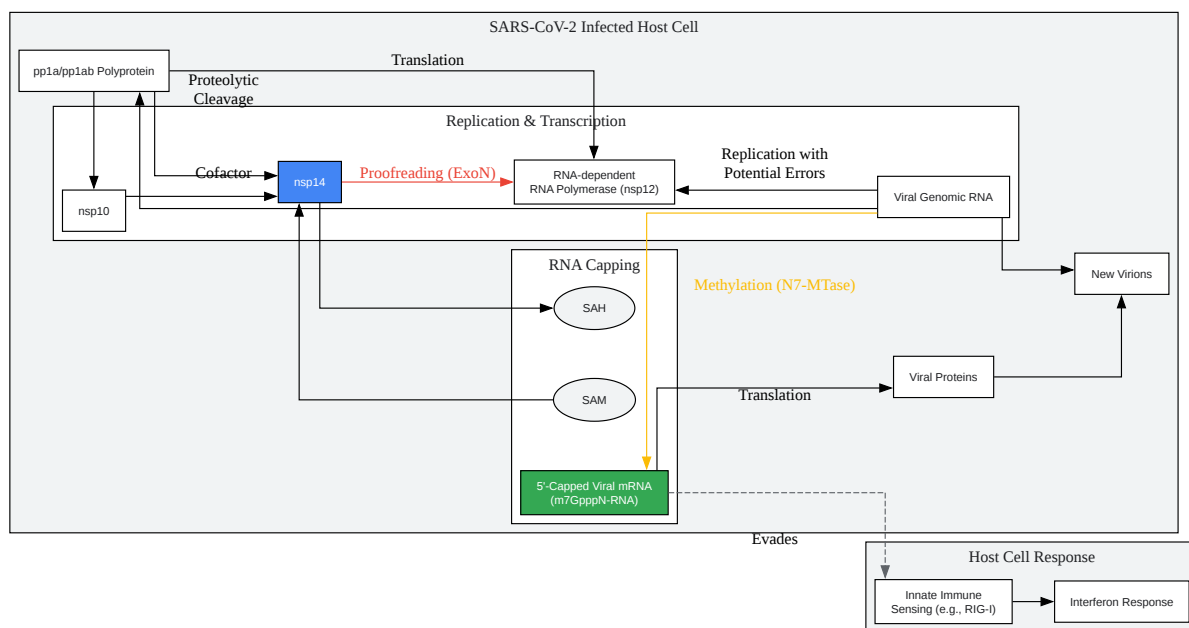 SARS-CoV-2 Infected Host Cell
pp1a/pp1ab Polyprotein
Translation
Proteolytic
Cleavage
Replication & Transcription
Cofactor
nsp14
Proofreading (ExoN)
RNA-dependent
RNA Polymerase (nsp12)
Replication with
Potential Errors
Viral Genomic RNA
nsp10
RNA Capping
New Virions
Methylation (N7-MTase)
SAH
SAM
Viral Proteins
Translation
5'-Capped Viral mRNA
(m7GpppN-RNA)
Evades
Host Cell Response
Innate Immune
Sensing (e.g., RIG-I)
Interferon Response